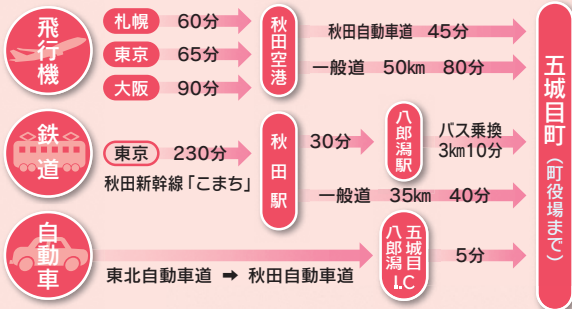 飛行機
札幌 60分
東京 65分
大阪 90分
秋田空港
秋田自動車道 45分
一般道 50km 80分
鉄道
東京 230分
秋田新幹線「こまち」
秋田駅
30分
八郎潟駅
バス乗換
3km10分
一般道 35km 40分
自動車
東北自動車道 ➡ 秋田自動車道
五城目
八郎潟
I.C
5分
五城目町(町役場まで)